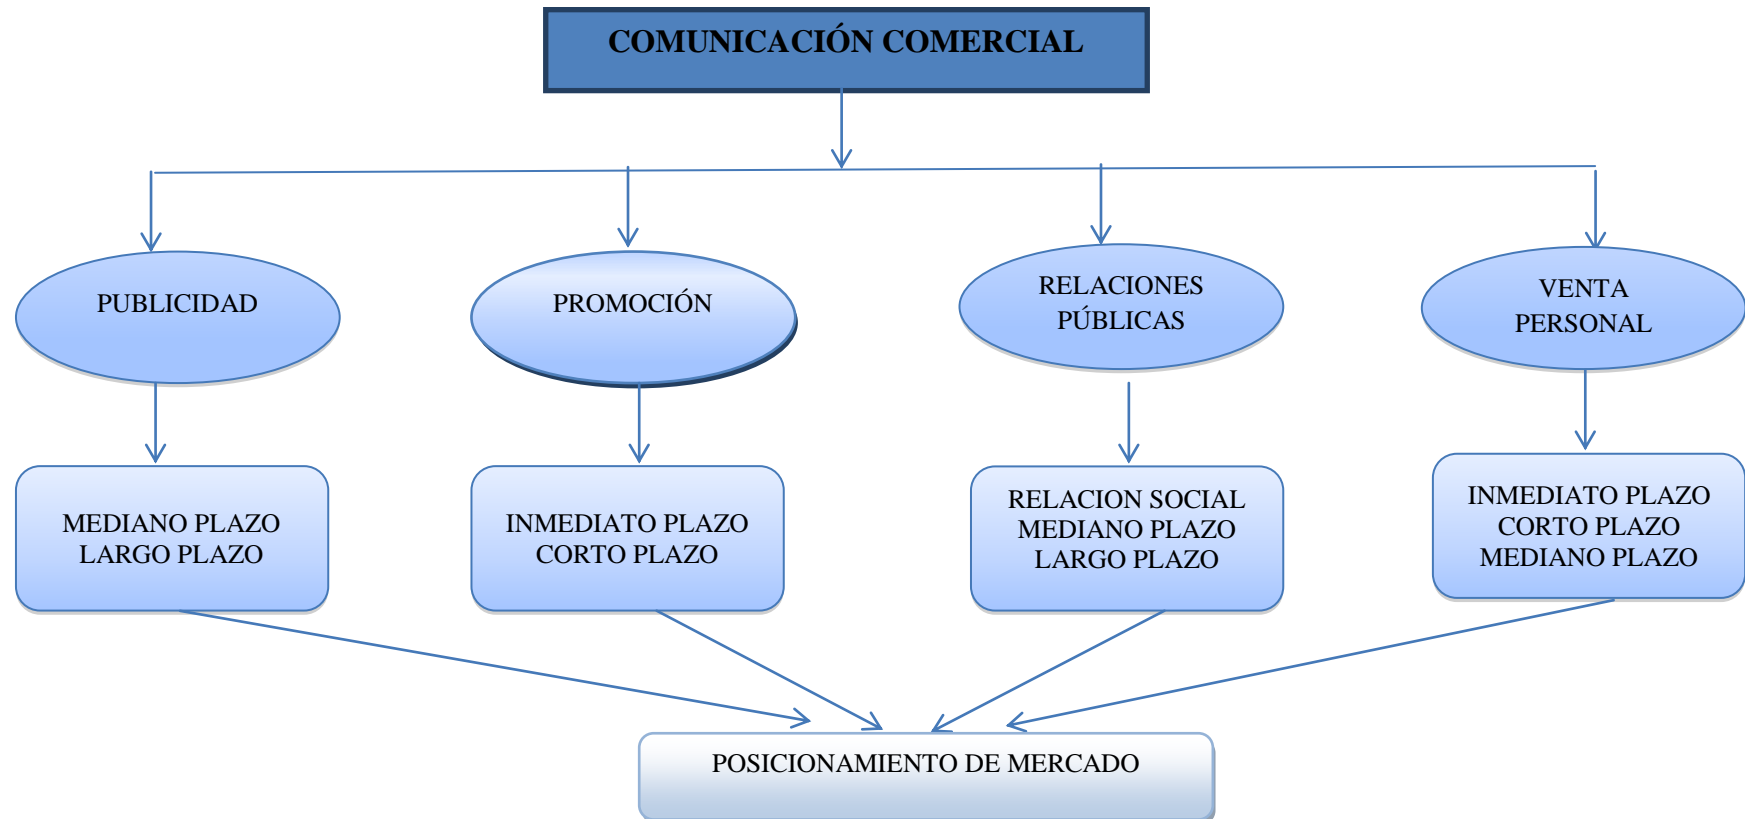 COMUNICACIÓN COMERCIAL
PUBLICIDAD
PROMOCIÓN
RELACIONES
PÚBLICAS
VENTA
PERSONAL
MEDIANO PLAZO
LARGO PLAZO
INMEDIATO PLAZO
CORTO PLAZO
RELACION SOCIAL
MEDIANO PLAZO
LARGO PLAZO
INMEDIATO PLAZO
CORTO PLAZO
MEDIANO PLAZO
POSICIONAMIENTO DE MERCADO